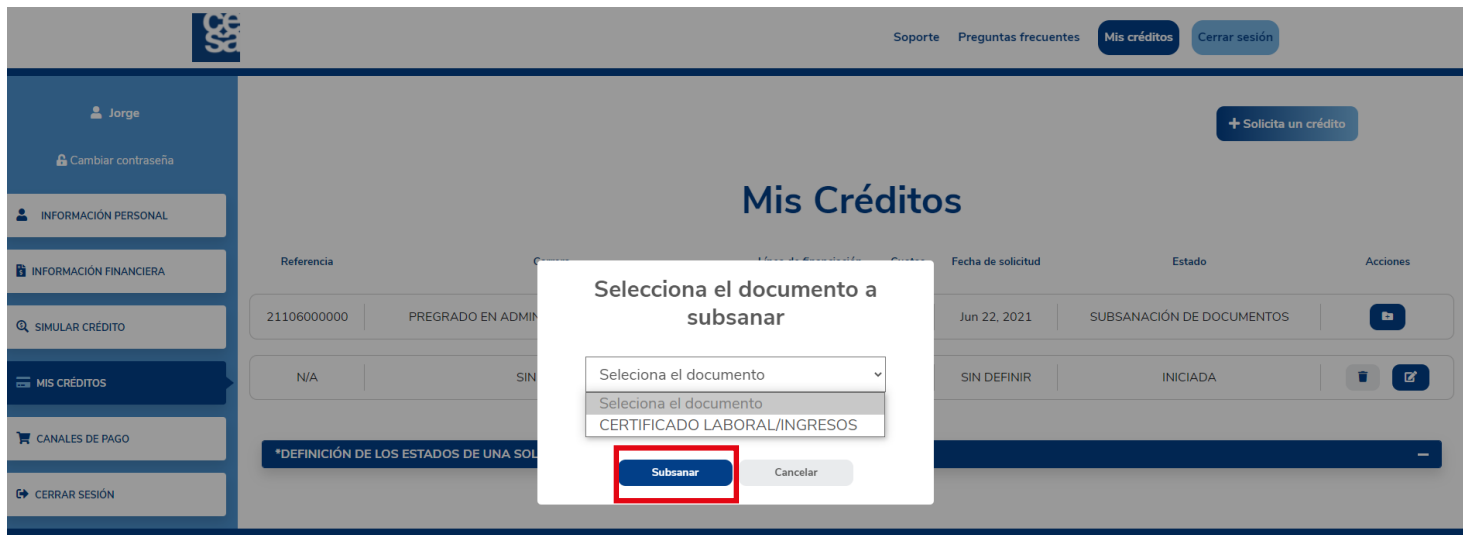 cesa
Soporte Preguntas frecuentes Mis créditos Cerrar sesión
Jorge
Cambiar contraseña
INFORMACIÓN PERSONAL
INFORMACIÓN FINANCIERA
SIMULAR CRÉDITO
MIS CRÉDITOS
CANALES DE PAGO
CERRAR SESIÓN
+ Solicita un crédito
Mis Créditos
Referencia Fecha de solicitud Estado Acciones
21106000000 PREGRADO EN ADMIN Jun 22, 2021 SUBSANACIÓN DE DOCUMENTOS
N/A SIN SIN DEFINIR INICIADA
*DEFINICIÓN DE LOS ESTADOS DE UNA SOL
Selecciona el documento a
subsanar
Seleciona el documento
Seleciona el documento
CERTIFICADO LABORAL/INGRESOS
Subsanar Cancelar